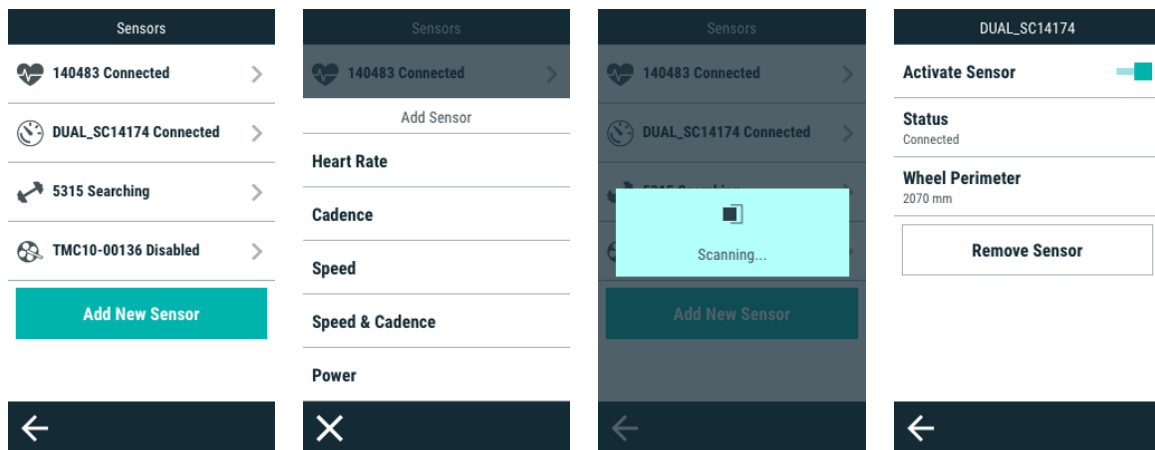 Sensors
140483 Connected
DUAL_SC14174 Connected
5315 Searching
TMC10-00136 Disabled
Add New Sensor
Sensors
140483 Connected
Add Sensor
Heart Rate
Cadence
Speed
Speed & Cadence
Power
Sensors
140483 Connected
DUAL_SC14174 Connected
Scanning...
Add New Sensor
DUAL_SC14174
Activate Sensor
Status
Connected
Wheel Perimeter
2070 mm
Remove Sensor